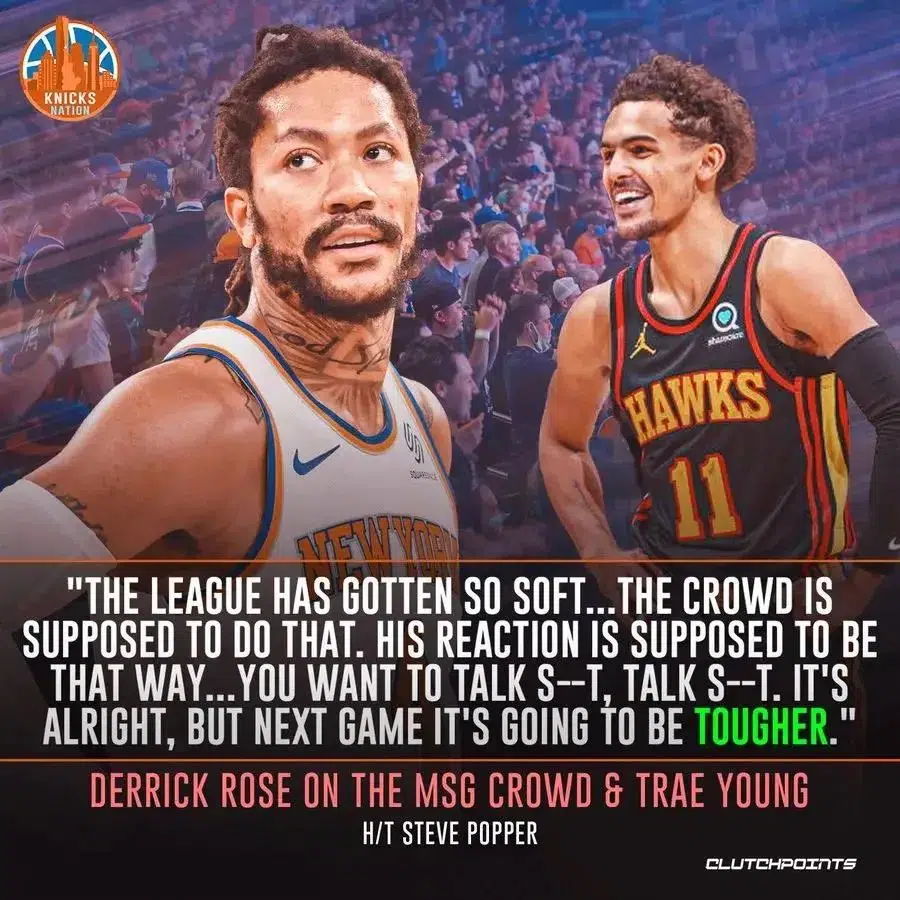 KNICKS
NATION
SQUARESPACE
NEW YORK
sharecare
HAWKS
11
"THE LEAGUE HAS GOTTEN SO SOFT...THE CROWD IS
SUPPOSED TO DO THAT. HIS REACTION IS SUPPOSED TO BE
THAT WAY...YOU WANT TO TALK S--T, TALK S--T. IT'S
ALRIGHT, BUT NEXT GAME IT'S GOING TO BE TOUGHER."
DERRICK ROSE ON THE MSG CROWD & TRAE YOUNG
H/T STEVE POPPER
CLUTCHPOINTS